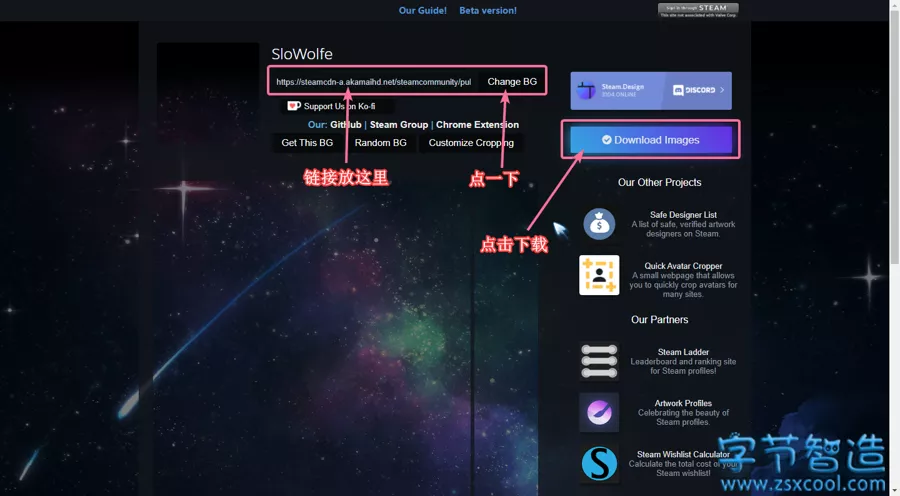 Our Guide! Beta version!
Sign in through STEAM
This site not associated with Valve Corp.
SloWolfe
https://steamcdn-a.akamaihd.net/steamcommunity/pul
Change BG
Support Us on Ko-fi
Our: GitHub | Steam Group | Chrome Extension
Get This BG Random BG Customize Cropping
链接放这里
点一下
点击下载
Steam.Design
ONLINE
DISCORD
Download Images
Our Other Projects
Safe Designer List
A list of safe, verified artwork
designers on Steam.
Quick Avatar Cropper
A small webpage that allows
you to quickly crop avatars for
many sites.
Our Partners
Steam Ladder
Leaderboard and ranking site
for Steam profiles!
Artwork Profiles
Celebrating the beauty of
Steam profiles.
Steam Wishlist Calculator
Calculate the total cost of your
Steam wishlist!
字节智造
www.zsxcool.com